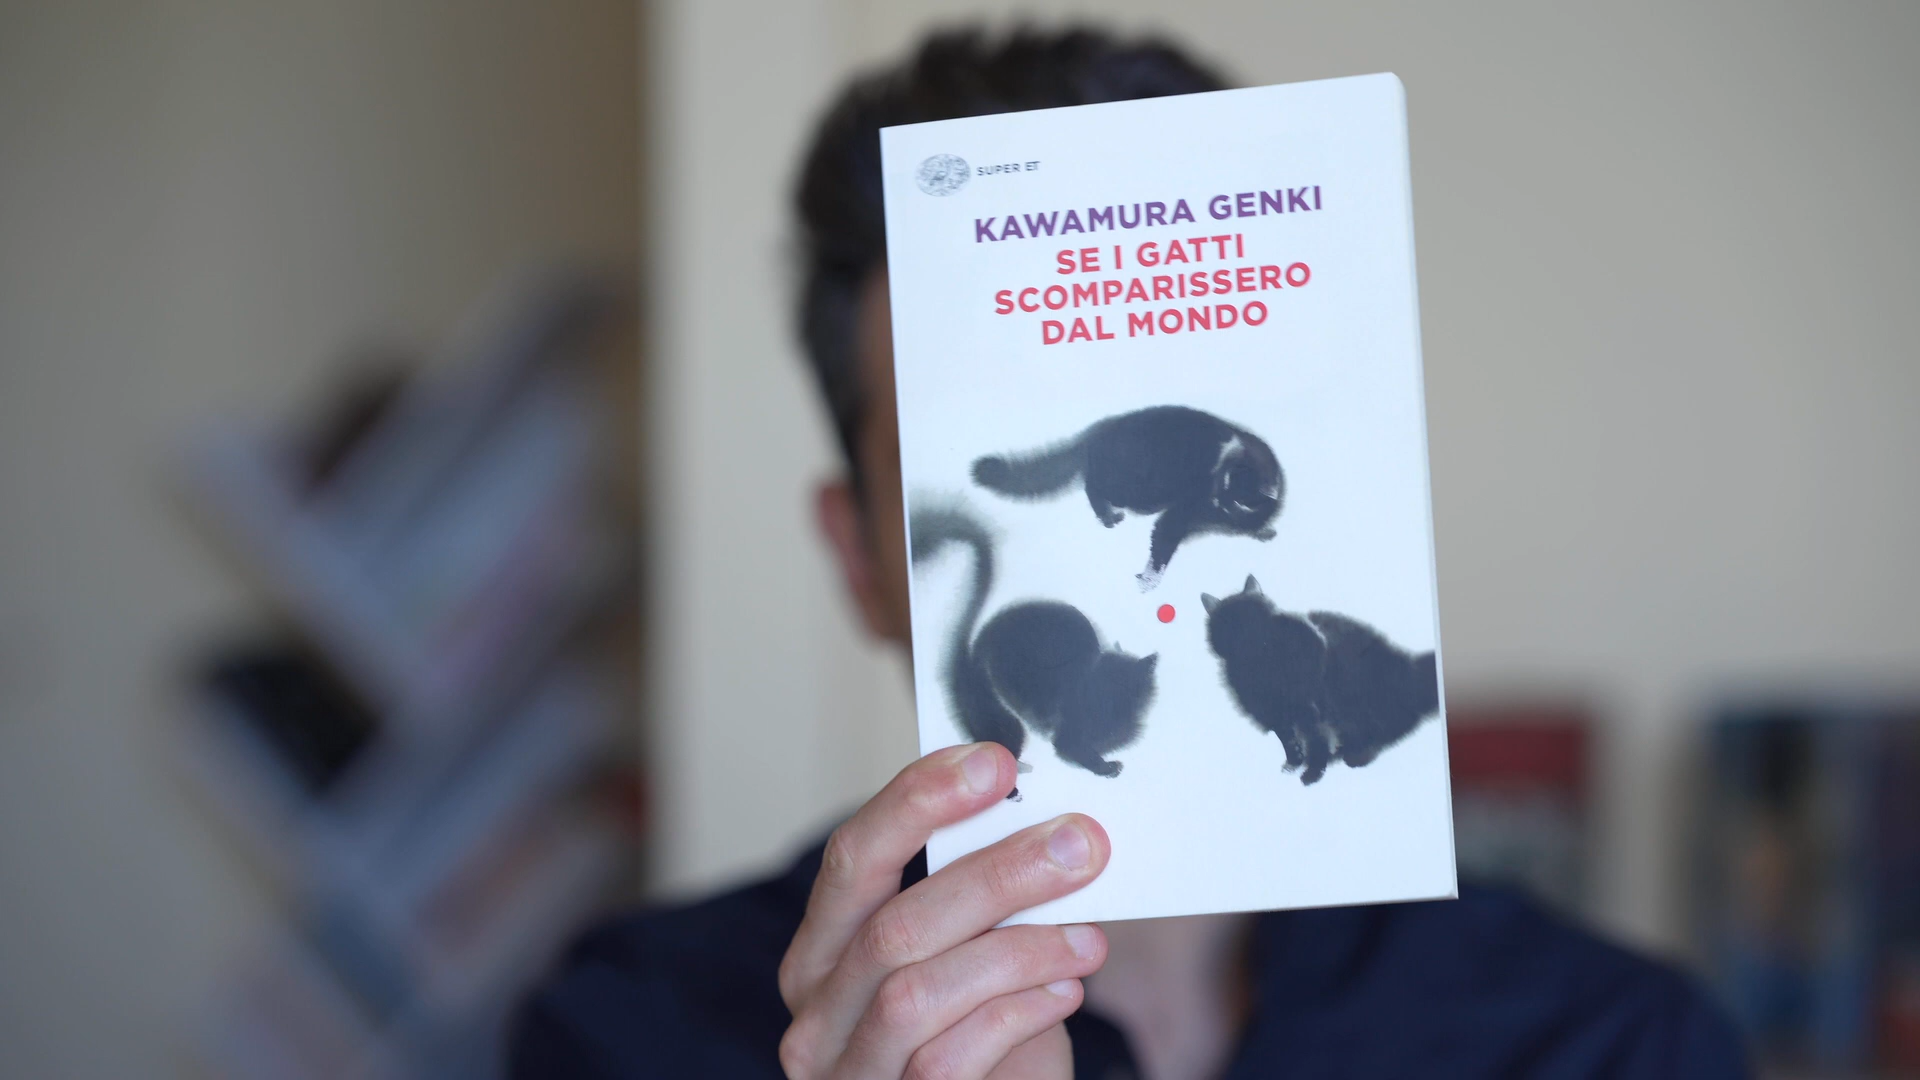 SUPER ET
KAWAMURA GENKI
SE I GATTI
SCOMPARISSERO
DAL MONDO